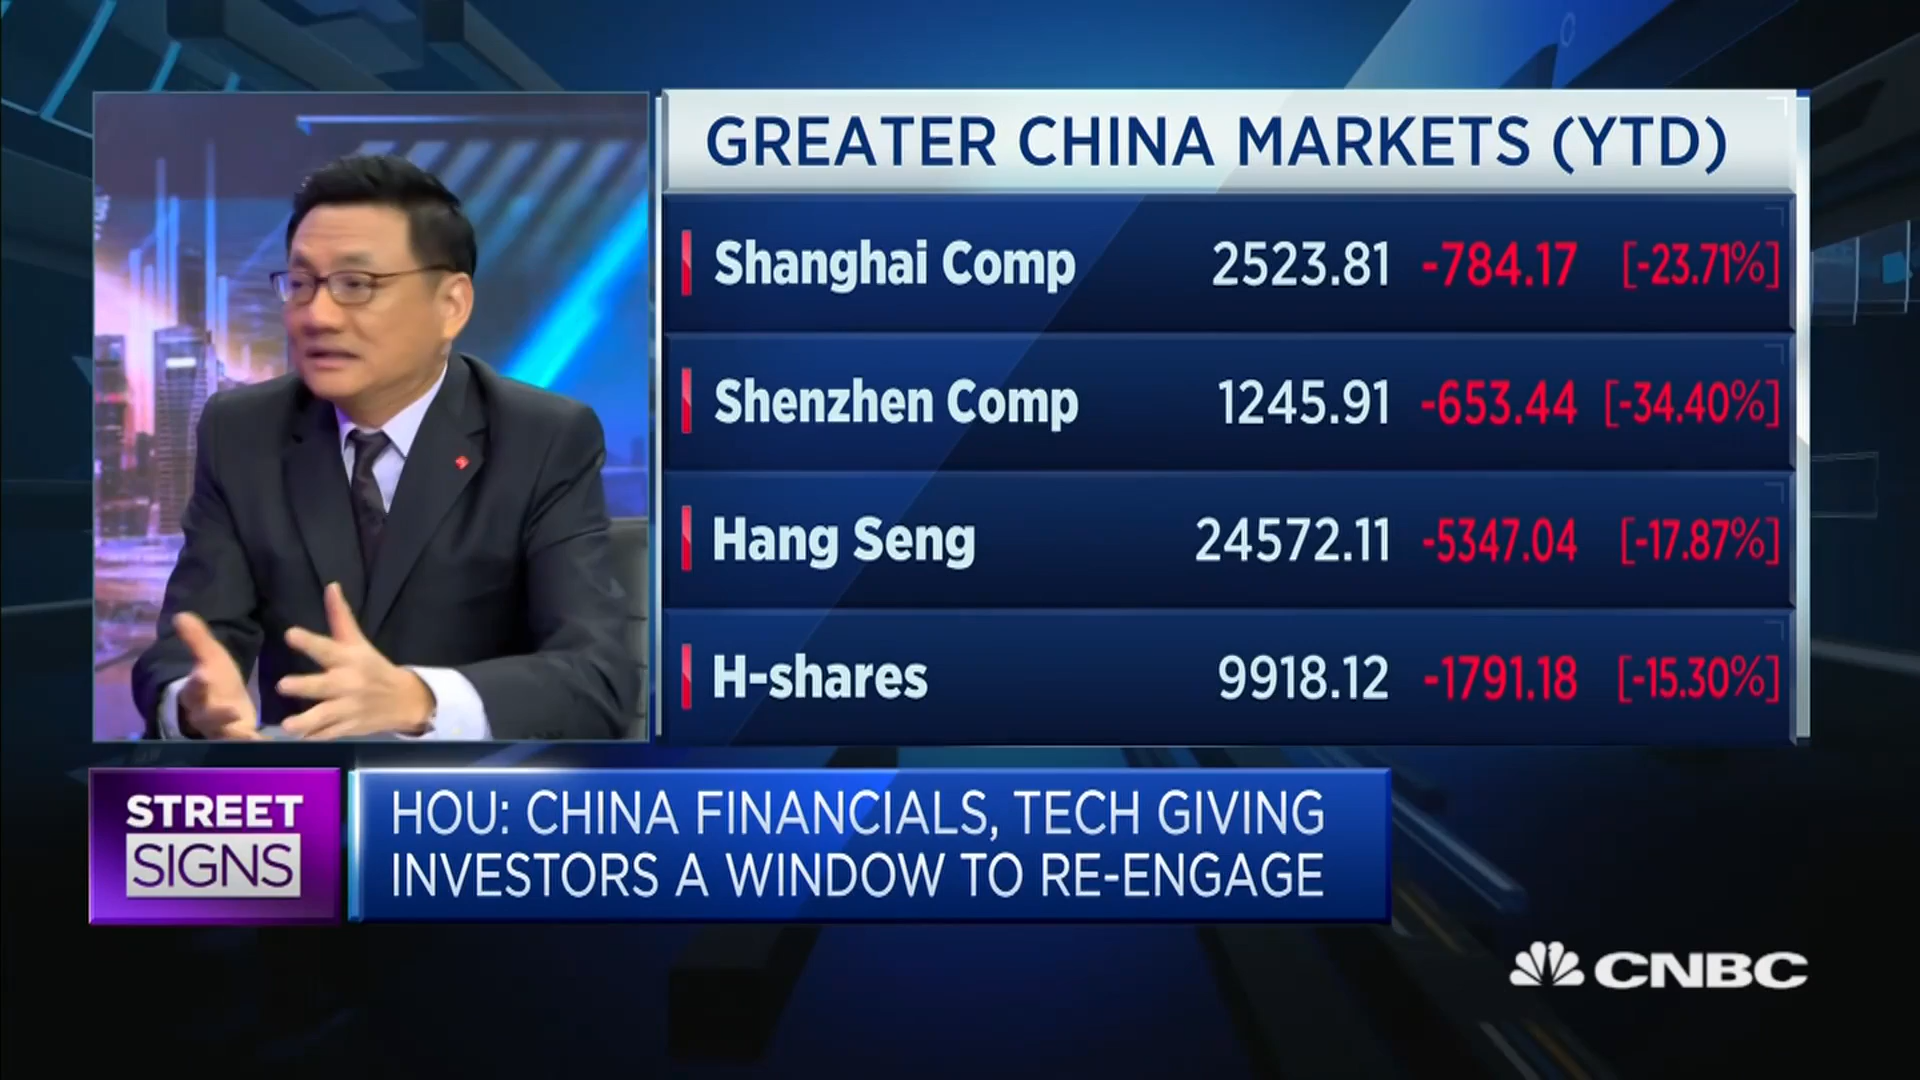 GREATER CHINA MARKETS (YTD)
Shanghai Comp 2523.81 -784.17 [-23.71%]
Shenzhen Comp 1245.91 -653.44 [-34.40%]
Hang Seng 24572.11 -5347.04 [-17.87%]
H-shares 9918.12 -1791.18 [-15.30%]
STREET
SIGNS
HOU: CHINA FINANCIALS, TECH GIVING
INVESTORS A WINDOW TO RE-ENGAGE
CNBC